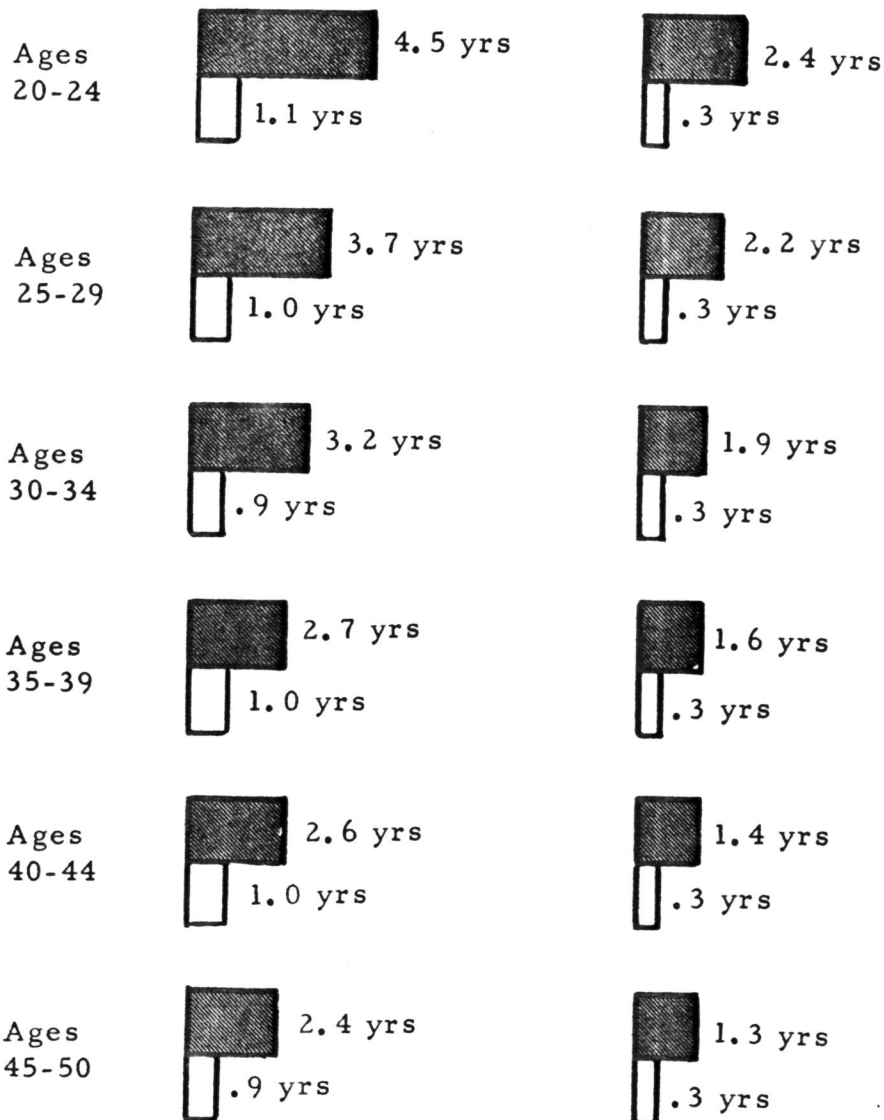 Ages
20-24
4.5 yrs
2.4 yrs
1.1 yrs
.3 yrs
Ages
25-29
3.7 yrs
2.2 yrs
1.0 yrs
.3 yrs
Ages
30-34
3.2 yrs
1.9 yrs
.9 yrs
.3 yrs
Ages
35-39
2.7 yrs
1.6 yrs
1.0 yrs
.3 yrs
Ages
40-44
2.6 yrs
1.4 yrs
1.0 yrs
.3 yrs
Ages
45-50
2.4 yrs
1.3 yrs
.9 yrs
.3 yrs